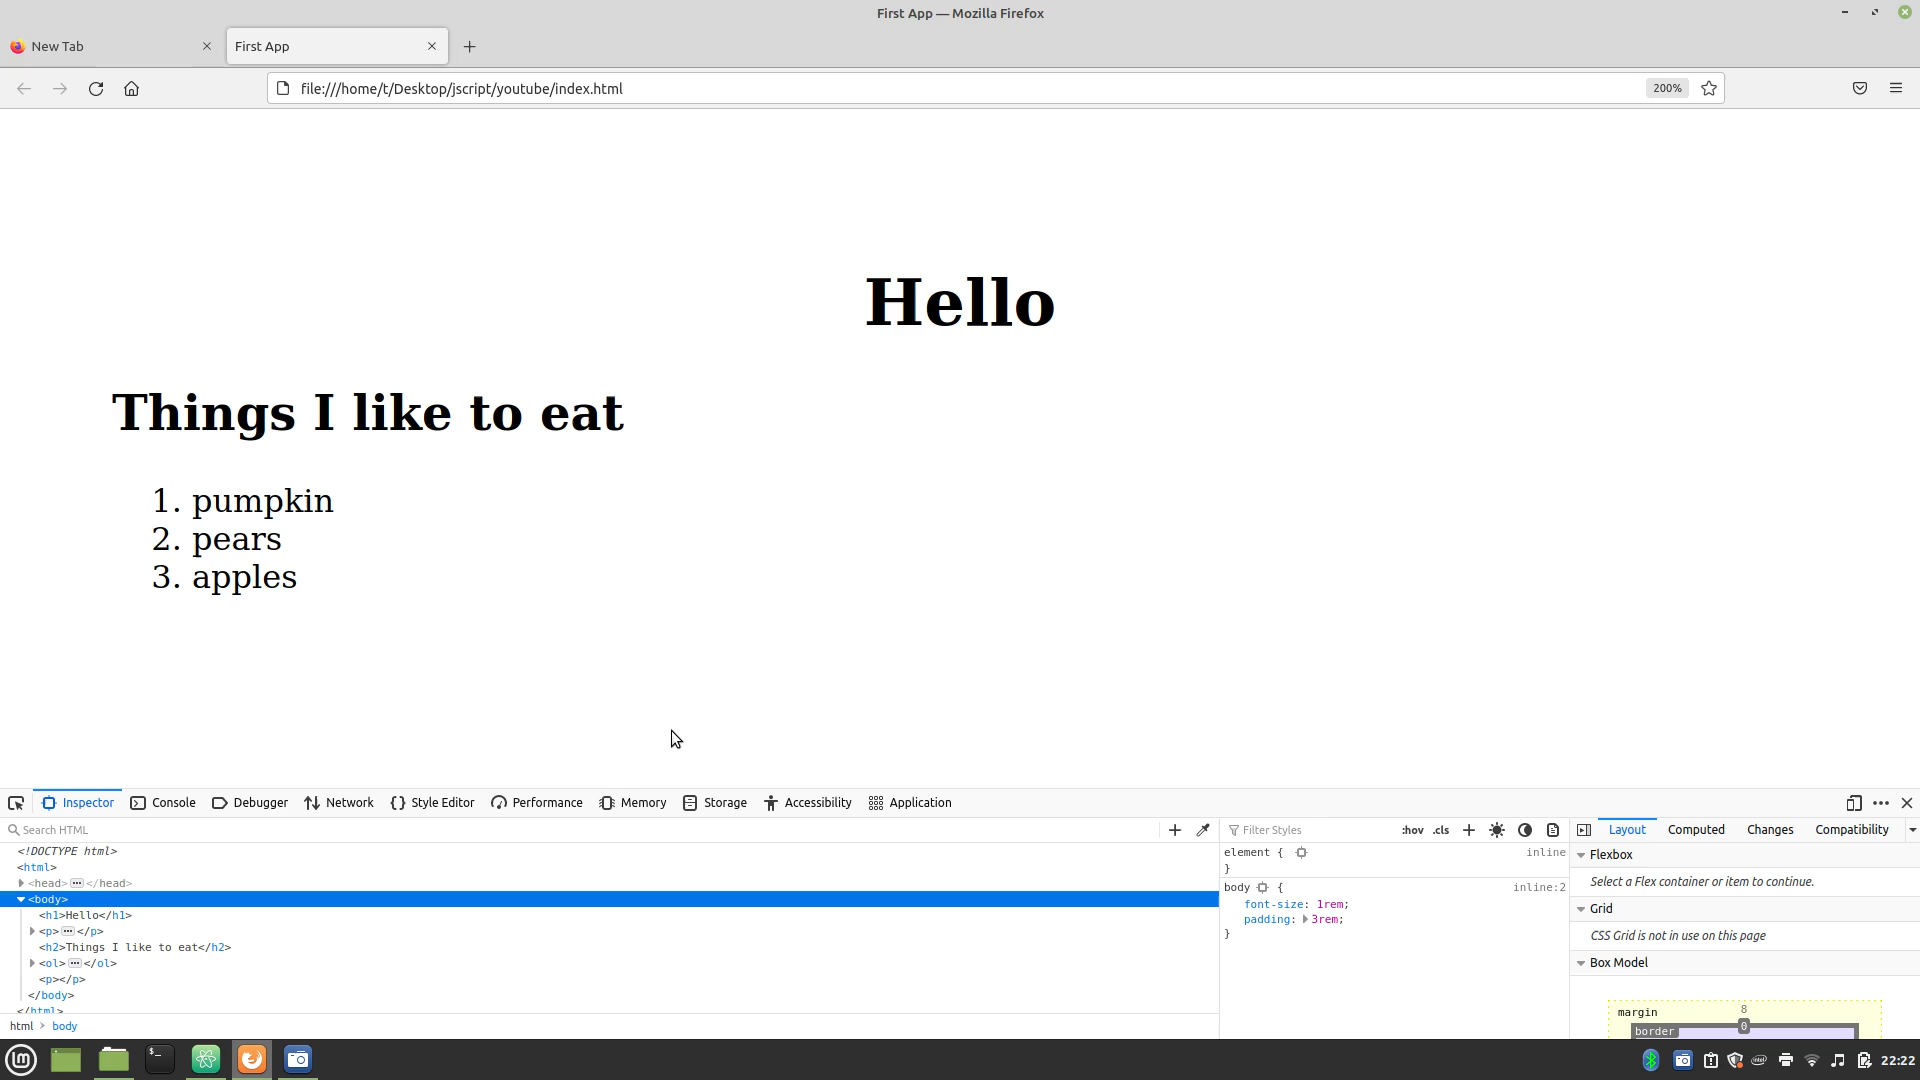 First App — Mozilla Firefox
New Tab
First App
file:///home/t/Desktop/jscript/youtube/index.html
200%
Hello
Things I like to eat
1. pumpkin
2. pears
3. apples
Inspector Console Debugger Network Style Editor Performance Memory Storage Accessibility Application
Search HTML
Filter Styles
:hov .cls
Layout Computed Changes Compatibility
<!DOCTYPE html>
<html>
<head> ••• </head>
<body>
<h1>Hello</h1>
<p> ••• </p>
<h2>Things I like to eat</h2>
<ol> ••• </ol>
<p></p>
</body>
</html>
html > body
element { inline
}
body { inline:2
font-size: 1rem;
padding: 3rem;
}
Flexbox
Select a Flex container or item to continue.
Grid
CSS Grid is not in use on this page
Box Model
margin 8
border 0
$_
lm
intel
22:22